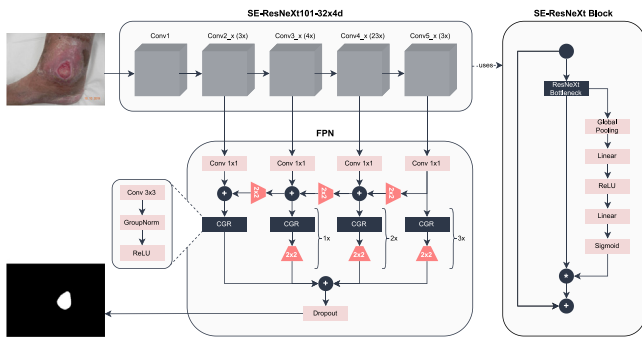 SE-ResNeXt101-32x4d
SE-ResNeXt Block
Conv1
Conv2_x (3x)
Conv3_x (4x)
Conv4_x (23x)
Conv5_x (3x)
uses
ResNeXt
Bottleneck
Global
Pooling
Linear
ReLU
Linear
Sigmoid
*
+
FPN
Conv 1x1
Conv 1x1
Conv 1x1
Conv 1x1
+
2x2
+
2x2
+
2x2
Conv 3x3
GroupNorm
ReLU
CGR
CGR
CGR
CGR
1x
2x
3x
2x2
2x2
2x2
+
Dropout